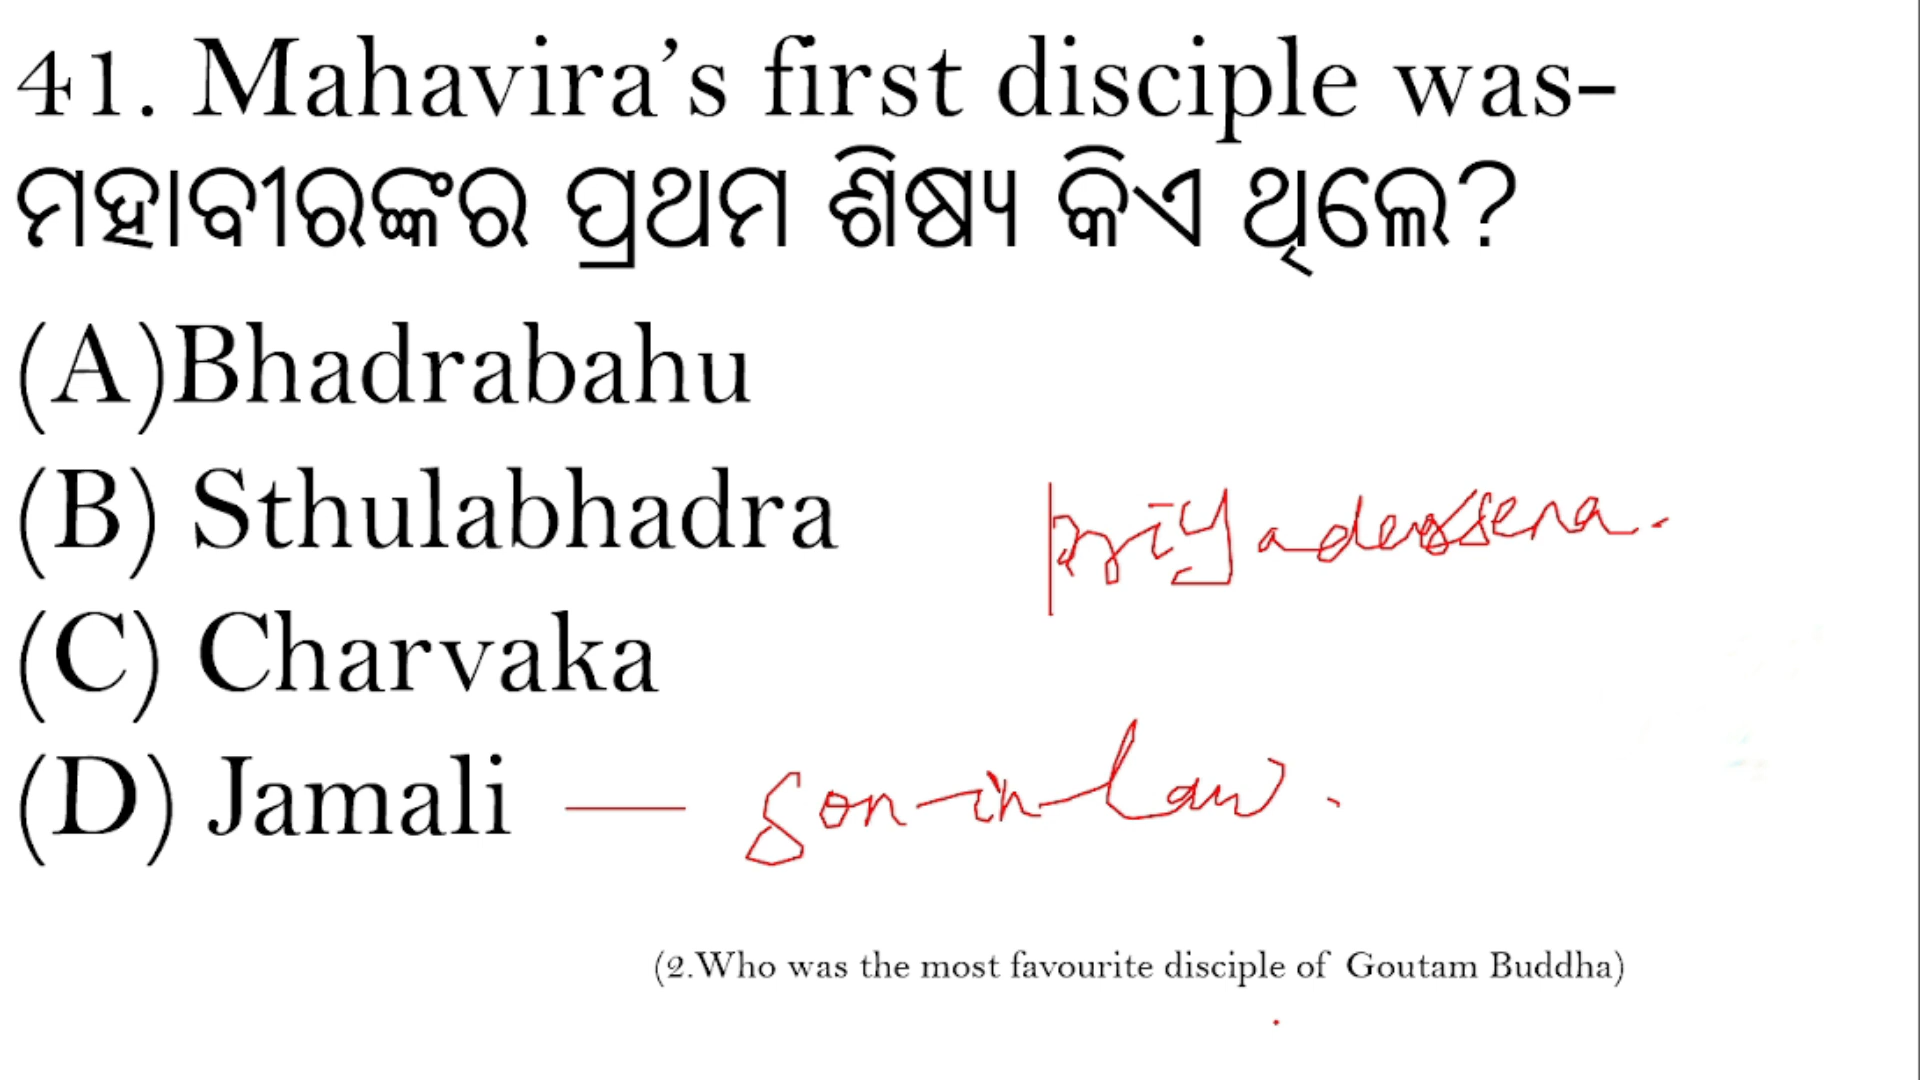 41. Mahavira's first disciple was-
ମହାବୀରଙ୍କର ପ୍ରଥମ ଶିଷ୍ୟ କିଏ ଥିଲେ?
(A)Bhadrabahu
(B) Sthulabhadra
(C) Charvaka
(D) Jamali — son-in-law.
(2.Who was the most favourite disciple of Goutam Buddha)